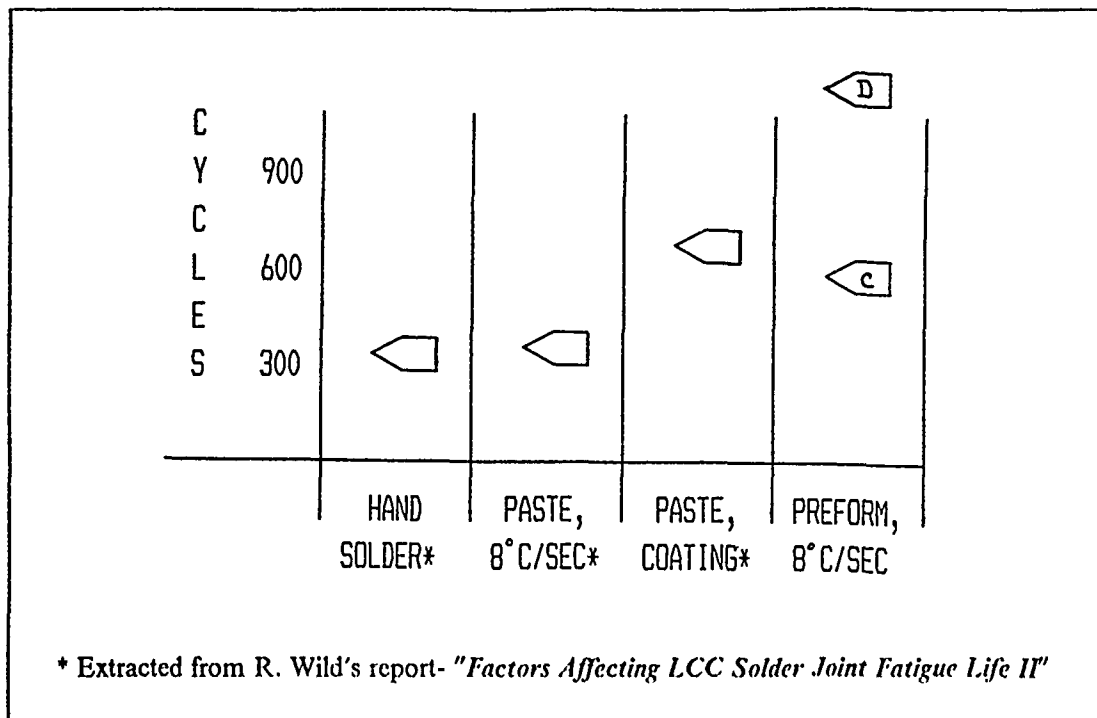 D
C
Y 900
C
L 600
C
E
S 300
HAND PASTE, PASTE, PREFORM,
SOLDER* 8°C/SEC* COATING* 8°C/SEC
* Extracted from R. Wild's report- "Factors Affecting LCC Solder Joint Fatigue Life II"